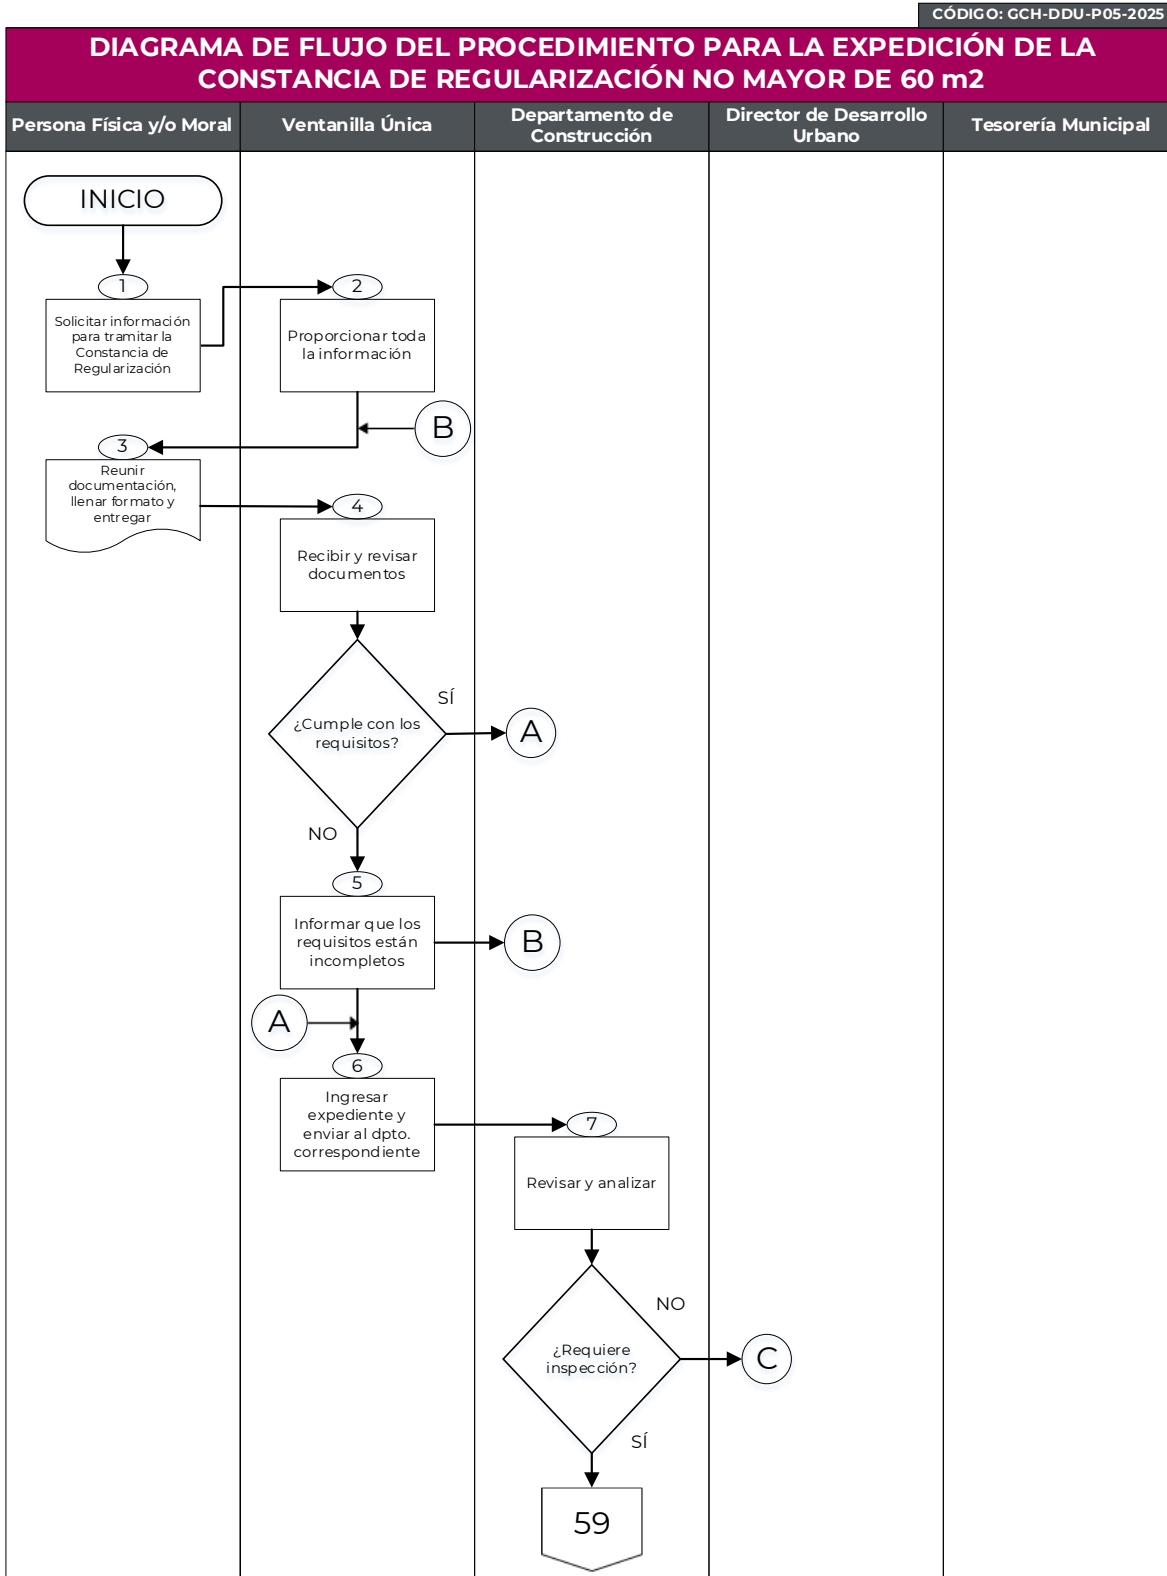 CÓDIGO: GCH-DDU-P05-2025
DIAGRAMA DE FLUJO DEL PROCEDIMIENTO PARA LA EXPEDICIÓN DE LA
CONSTANCIA DE REGULARIZACIÓN NO MAYOR DE 60 m2
Persona Física y/o Moral
Ventanilla Única
Departamento de
Construcción
Director de Desarrollo
Urbano
Tesorería Municipal
INICIO
1
Solicitar información
para tramitar la
Constancia de
Regularización
2
Proporcionar toda
la información
B
3
Reunir
documentación,
llenar formato y
entregar
4
Recibir y revisar
documentos
¿Cumple con los
requisitos?
SÍ
A
NO
5
Informar que los
requisitos están
incompletos
B
A
6
Ingresar
expediente y
enviar al dpto.
correspondiente
7
Revisar y analizar
¿Requiere
inspección?
NO
C
SÍ
59